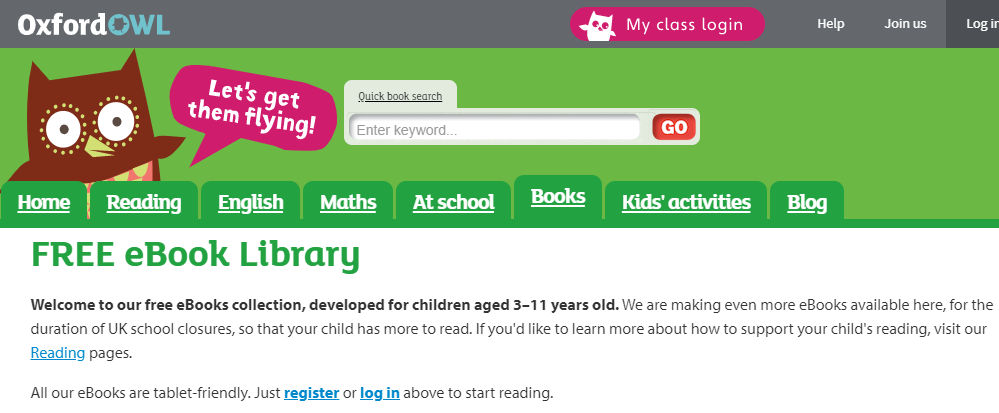 OxfordOWL
My class login
Help
Join us
Log in
Let's get
them flying!
Quick book search
Enter keyword...
GO
Home
Reading
English
Maths
At school
Books
Kids' activities
Blog
FREE eBook Library
Welcome to our free eBooks collection, developed for children aged 3–11 years old. We are making even more eBooks available here, for the
duration of UK school closures, so that your child has more to read. If you'd like to learn more about how to support your child's reading, visit our
Reading pages.
All our eBooks are tablet-friendly. Just register or log in above to start reading.